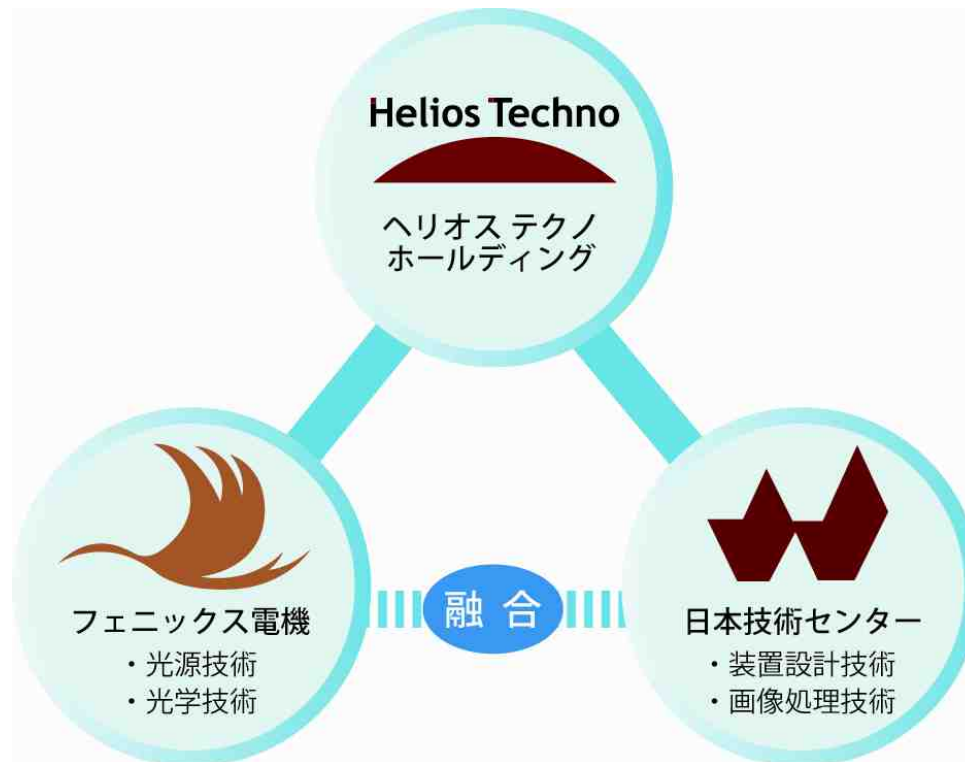 Helios Techno
ヘリオス テクノ
ホールディング
フェニックス電機
・光源技術
・光学技術
融合
日本技術センター
・装置設計技術
・画像処理技術